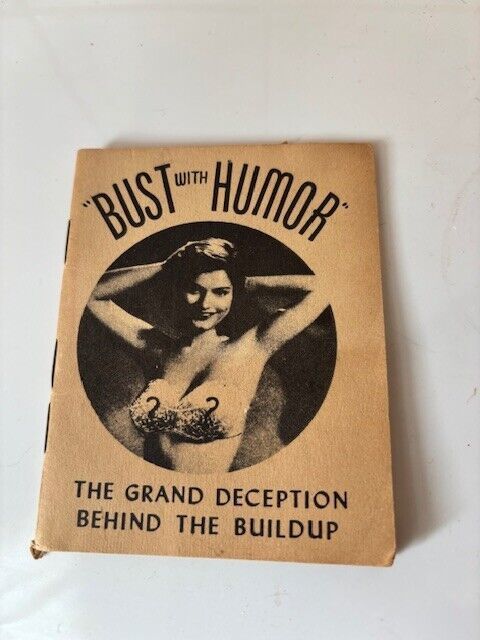 "BUST WITH HUMOR"
? ?
THE GRAND DECEPTION
BEHIND THE BUILDUP